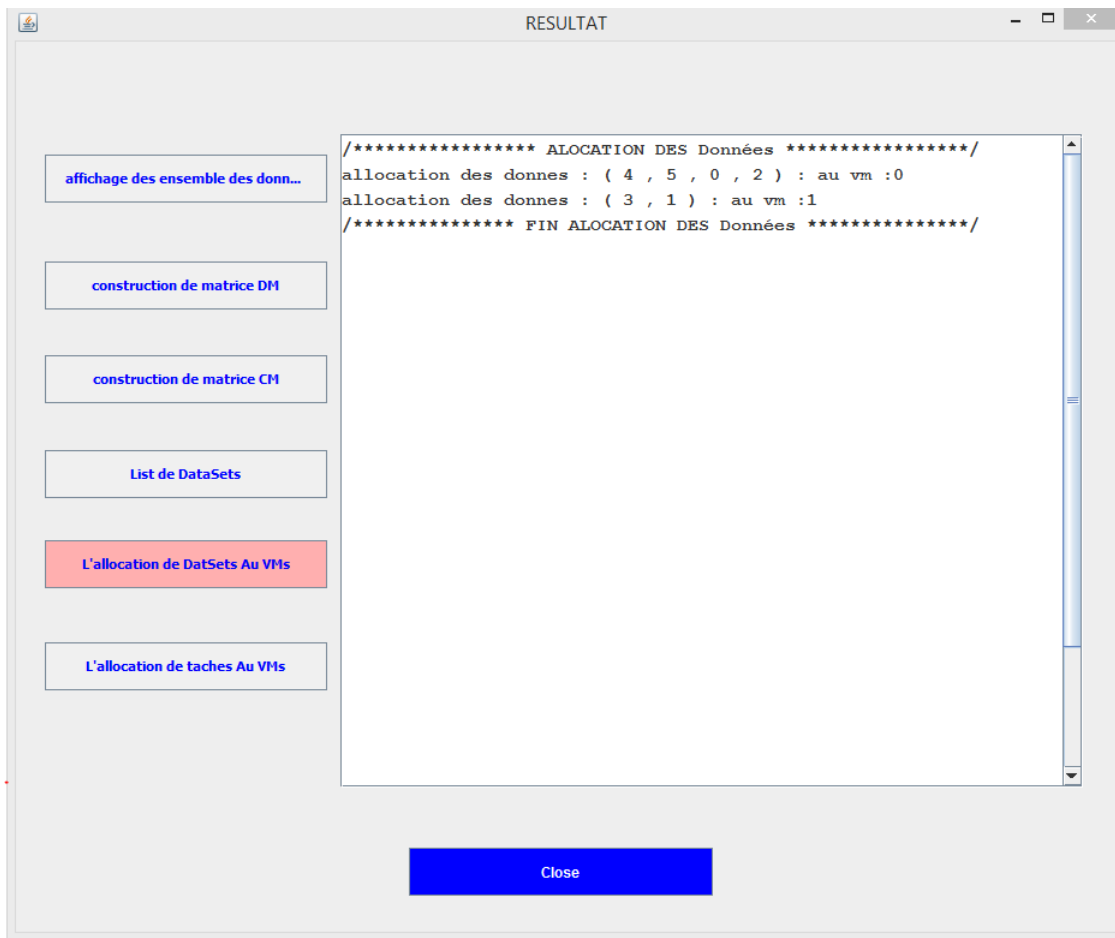 RESULTAT
affichage des ensemble des donn...
construction de matrice DM
construction de matrice CM
List de DataSets
L'allocation de DatSets Au VMs
L'allocation de taches Au VMs
/***************** ALOCATION DES Données *****************/
allocation des donnes : ( 4 , 5 , 0 , 2 ) : au vm :0
allocation des donnes : ( 3 , 1 ) : au vm :1
/*************** FIN ALOCATION DES Données ***************/
Close